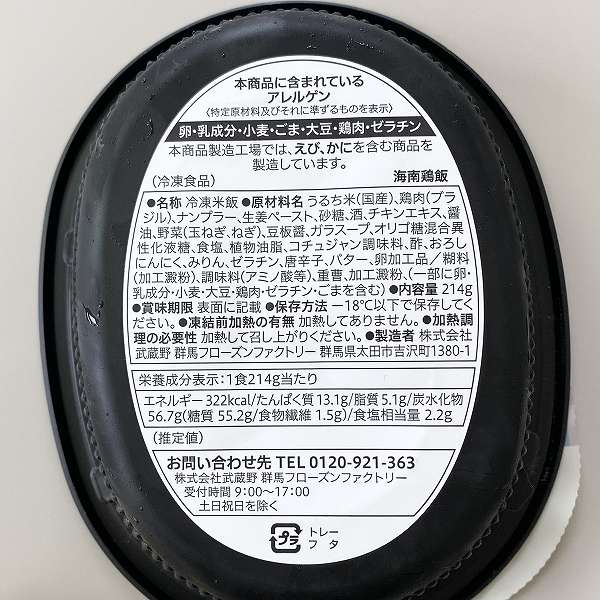 本商品に含まれている
アレルゲン
〈特定原材料及びそれに準ずるものを表示〉
卵・乳成分・小麦・ごま・大豆・鶏肉・ゼラチン
本商品製造工場では、えび、かにを含む商品を
製造しています。
(冷凍食品) 海南鶏飯
●名称 冷凍米飯 ●原材料名 うるち米(国産)、鶏肉(ブラ
ジル)、ナンプラー、生姜ペースト、砂糖、酒、チキンエキス、醤
油、野菜(玉ねぎ、ねぎ)、豆板醤、ガラスープ、オリゴ糖混合異
性化液糖、食塩、植物油脂、コチュジャン調味料、酢、おろし
にんにく、みりん、ゼラチン、唐辛子、バター、卵加工品／糊料
(加工澱粉)、調味料(アミノ酸等)、重曹、加工澱粉、(一部に卵・
乳成分・小麦・大豆・鶏肉・ゼラチン・ごまを含む) ●内容量 214g
●賞味期限 表面に記載 ●保存方法 −18℃以下で保存してく
ださい。●凍結前加熱の有無 加熱してありません。●加熱調
理の必要性 加熱して召し上がりください。●製造者 株式会社
武蔵野 群馬フローズンファクトリー 群馬県太田市吉沢町1380-1
栄養成分表示：1食214g当たり
エネルギー 322kcal/たんぱく質 13.1g/脂質 5.1g/炭水化物
56.7g(糖質 55.2g/食物繊維 1.5g)/食塩相当量 2.2g
(推定値)
お問い合わせ先 TEL 0120-921-363
株式会社武蔵野 群馬フローズンファクトリー
受付時間 9:00〜17:00
土日祝日を除く
プラ トレー
フタ